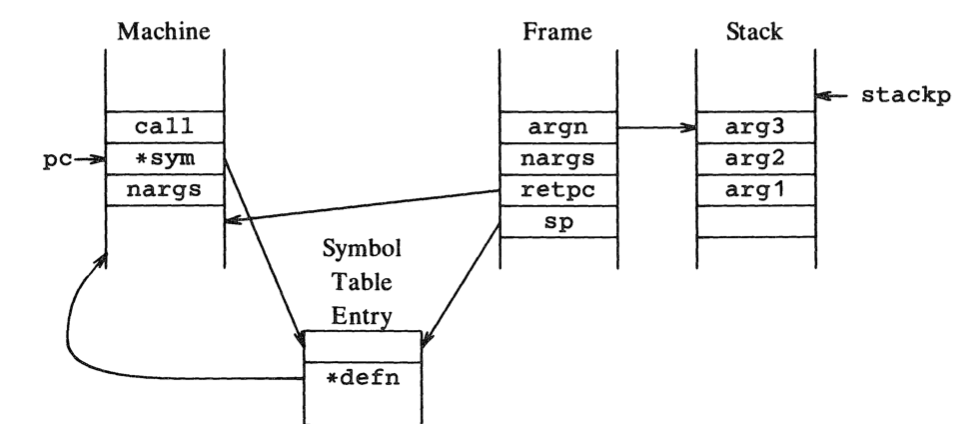 Machine
Frame
Stack
stackp
call
argn
arg3
pc
*sym
nargs
arg2
nargs
retpc
arg1
sp
Symbol
Table
Entry
*defn